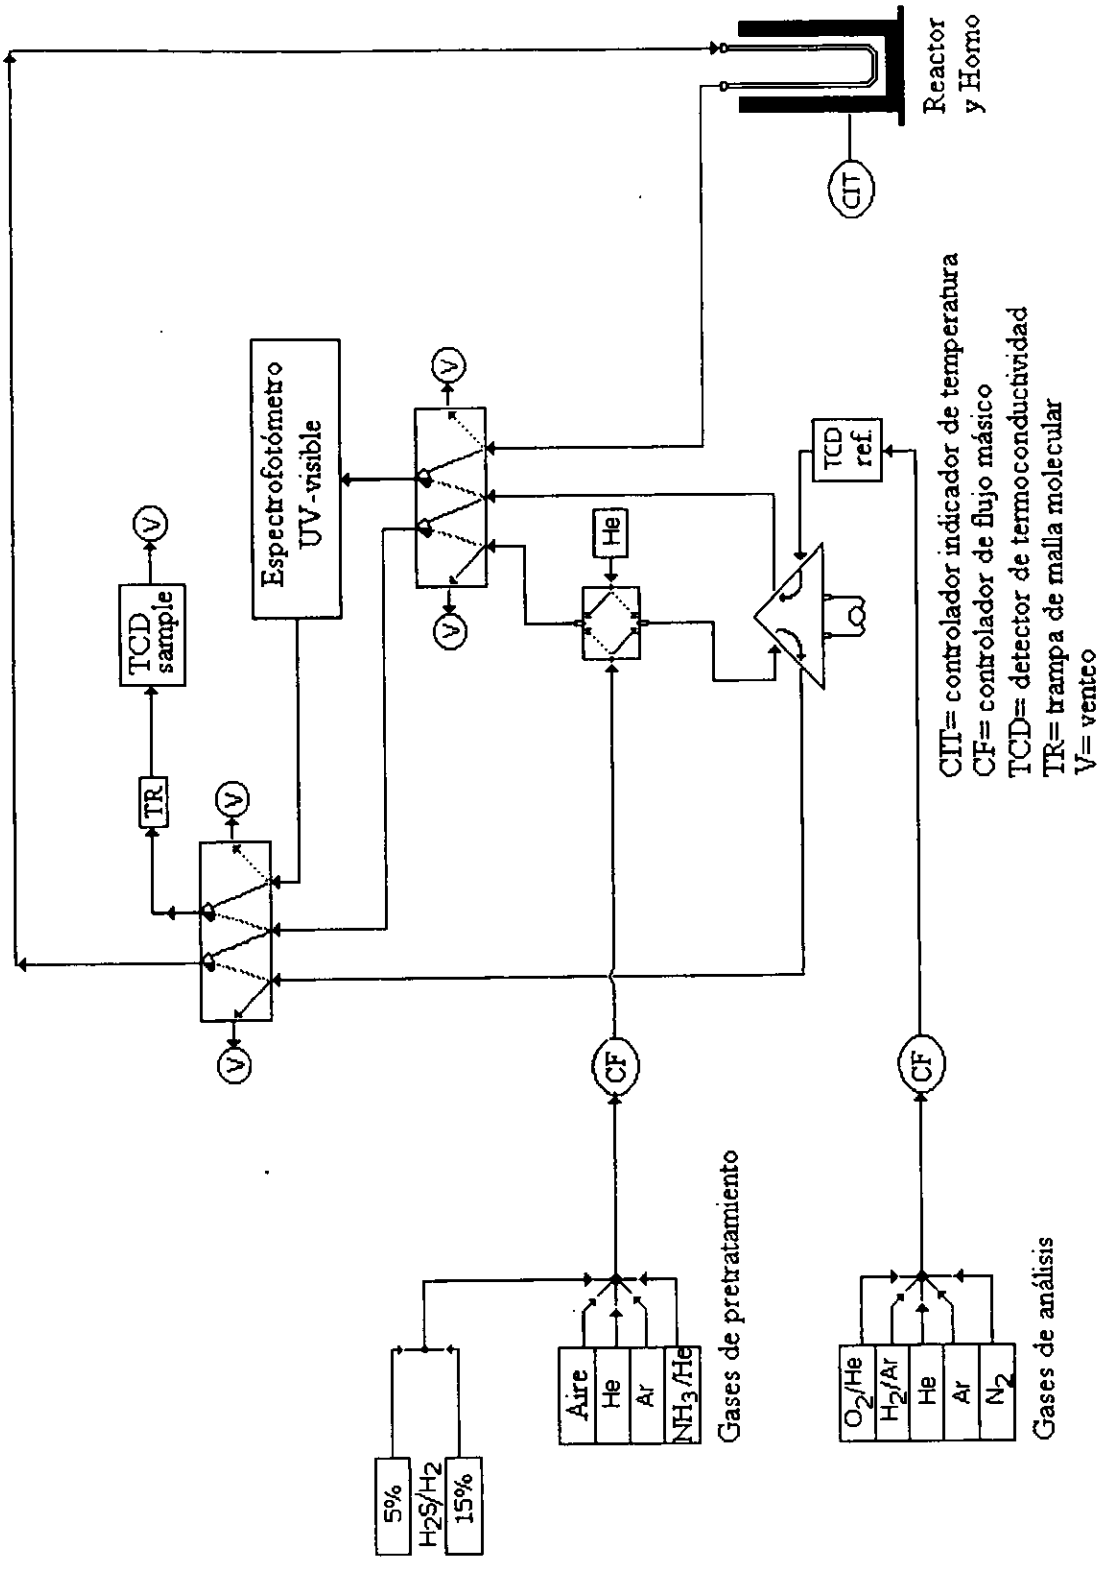 5%
H2S/H2
15%
Aire
He
Ar
NH3/He
Gases de pretratamiento
O2/He
H2/Ar
He
Ar
N2
Gases de análisis
CF
CF
V
V
TR
TCD
sample
V
Espectrofotómetro
UV-visible
V
V
He
TCD
ref.
CIT
Reactor
y Horno
CIT= controlador indicador de temperatura
CF= controlador de flujo másico
TCD= detector de termoconductividad
TR= trampa de malla molecular
V= venteo